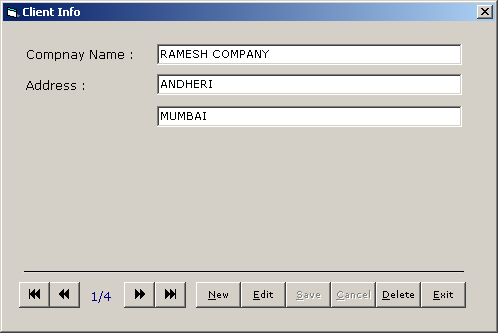 Client Info
Compnay Name : RAMESH COMPANY
Address : ANDHERI
MUMBAI
1/4 New Edit Save Cancel Delete Exit